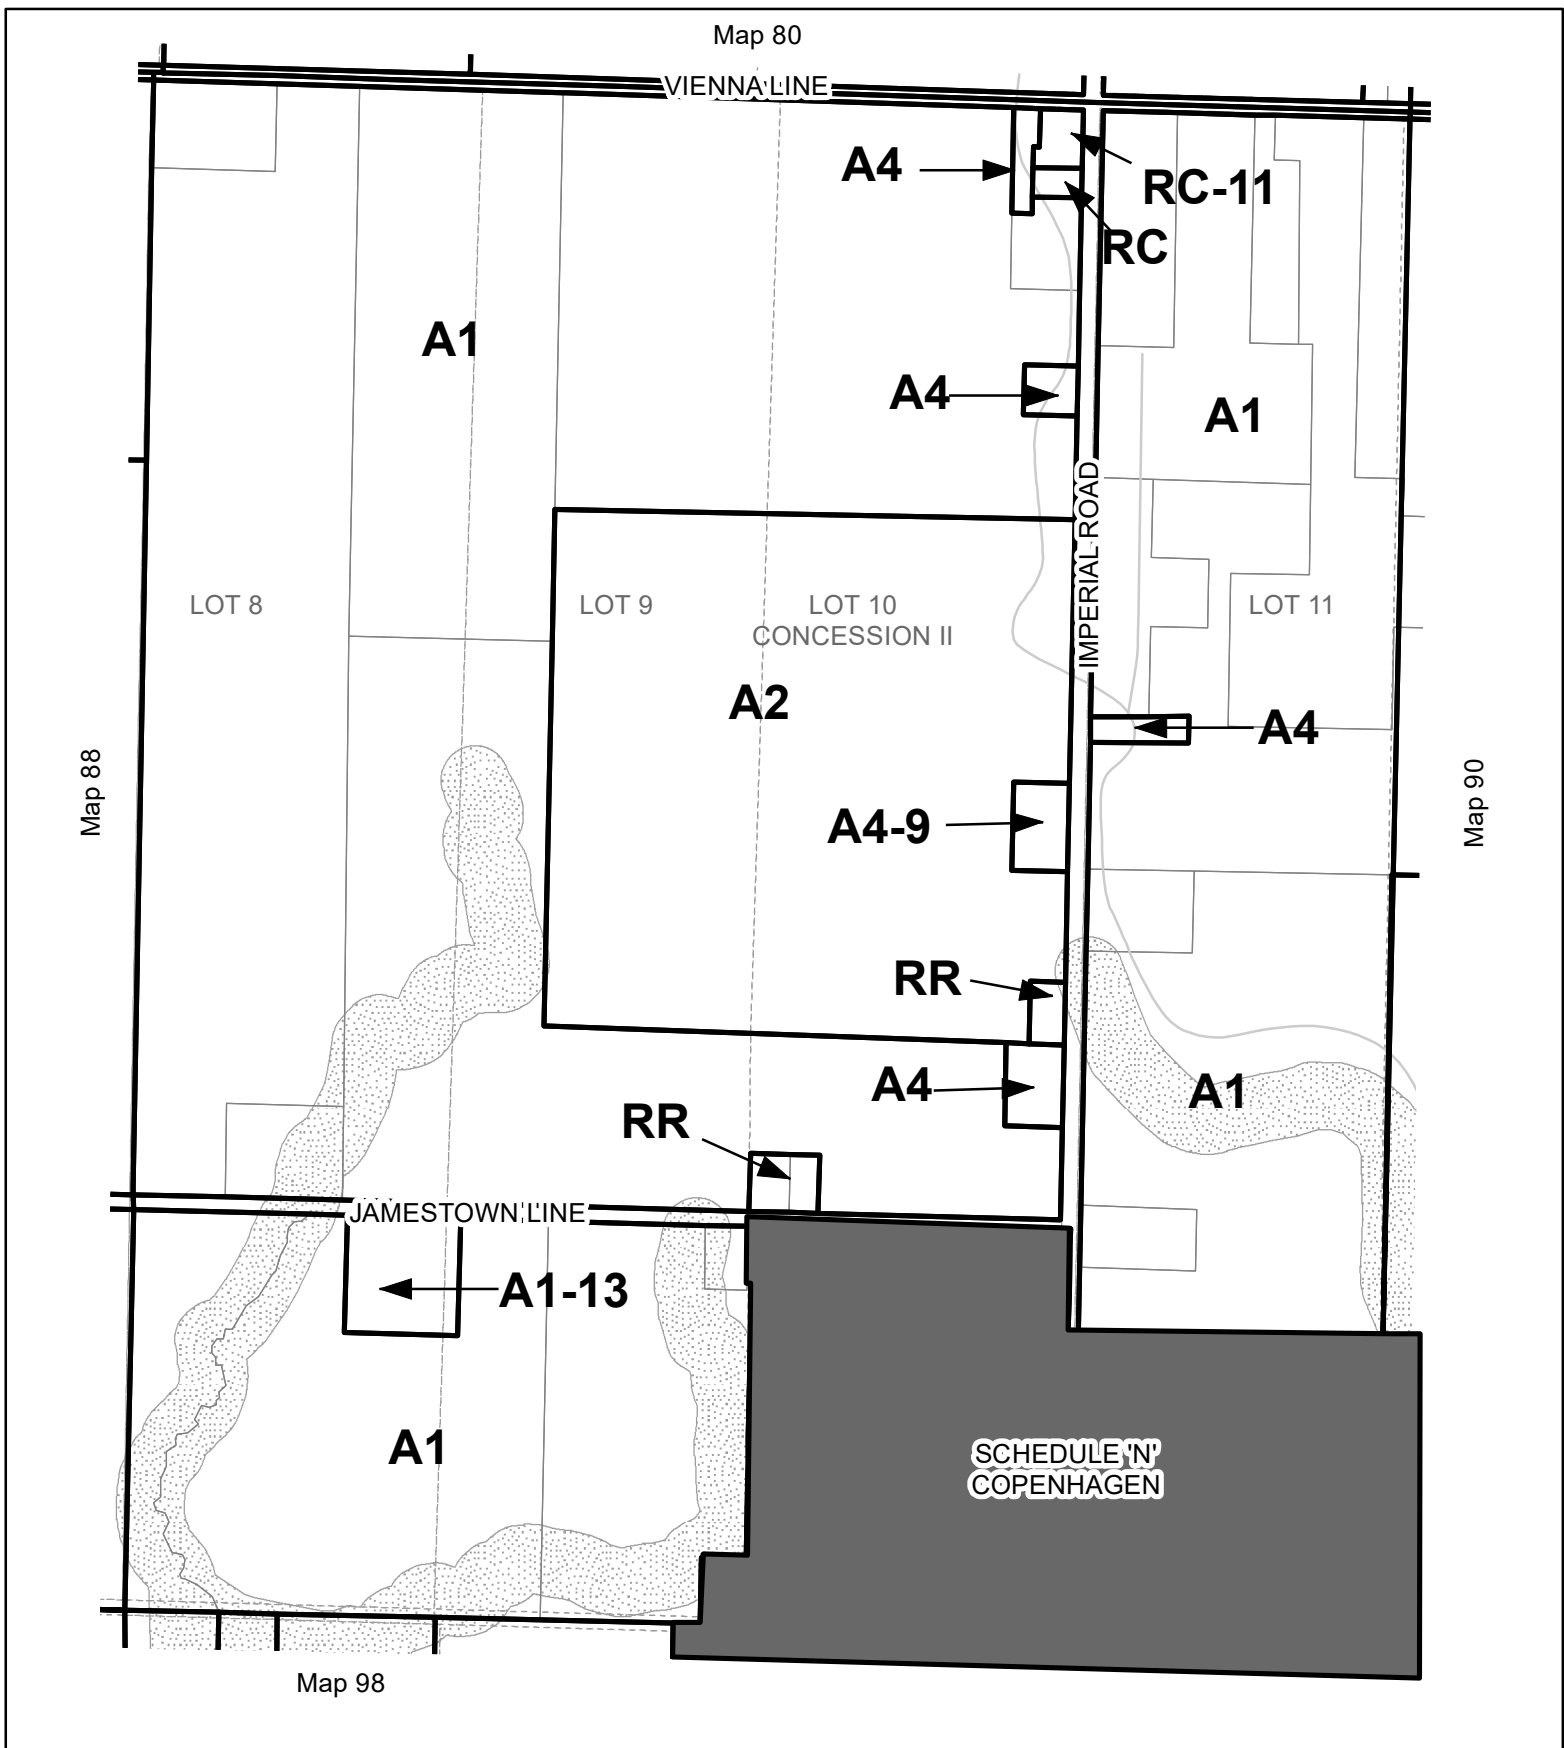 Map 80
VIENNA LINE
A4
RC-11
RC
A1
A4
A1
IMPERIAL ROAD
LOT 8
LOT 9
LOT 10
CONCESSION II
LOT 11
A2
A4
Map 88
Map 90
A4-9
RR
A4
A1
RR
JAMESTOWN LINE
A1-13
A1
SCHEDULE 'N'
COPENHAGEN
Map 98